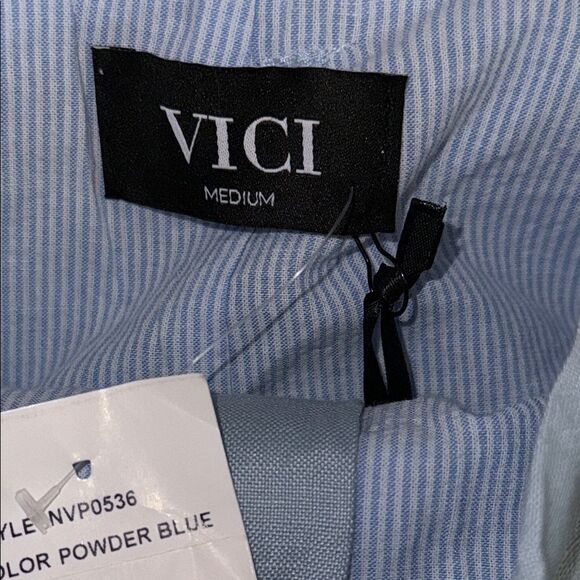 VICI
MEDIUM
YLE NVP0536
OLOR POWDER BLUE